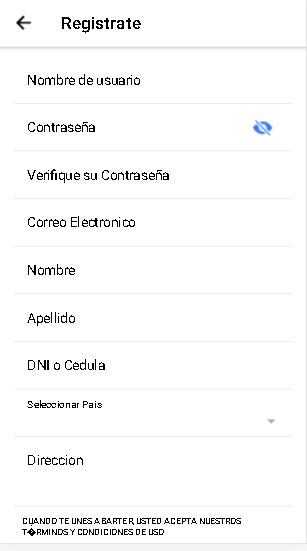 Registrate
Nombre de usuario
Contraseña
Verifique su Contraseña
Correo Electronico
Nombre
Apellido
DNI o Cedula
Seleccionar Pais
Direccion
CUANDO TE UNES A BARTER, USTED ACEPTA NUESTROS
T�RMINOS Y CONDICIONES DE USO